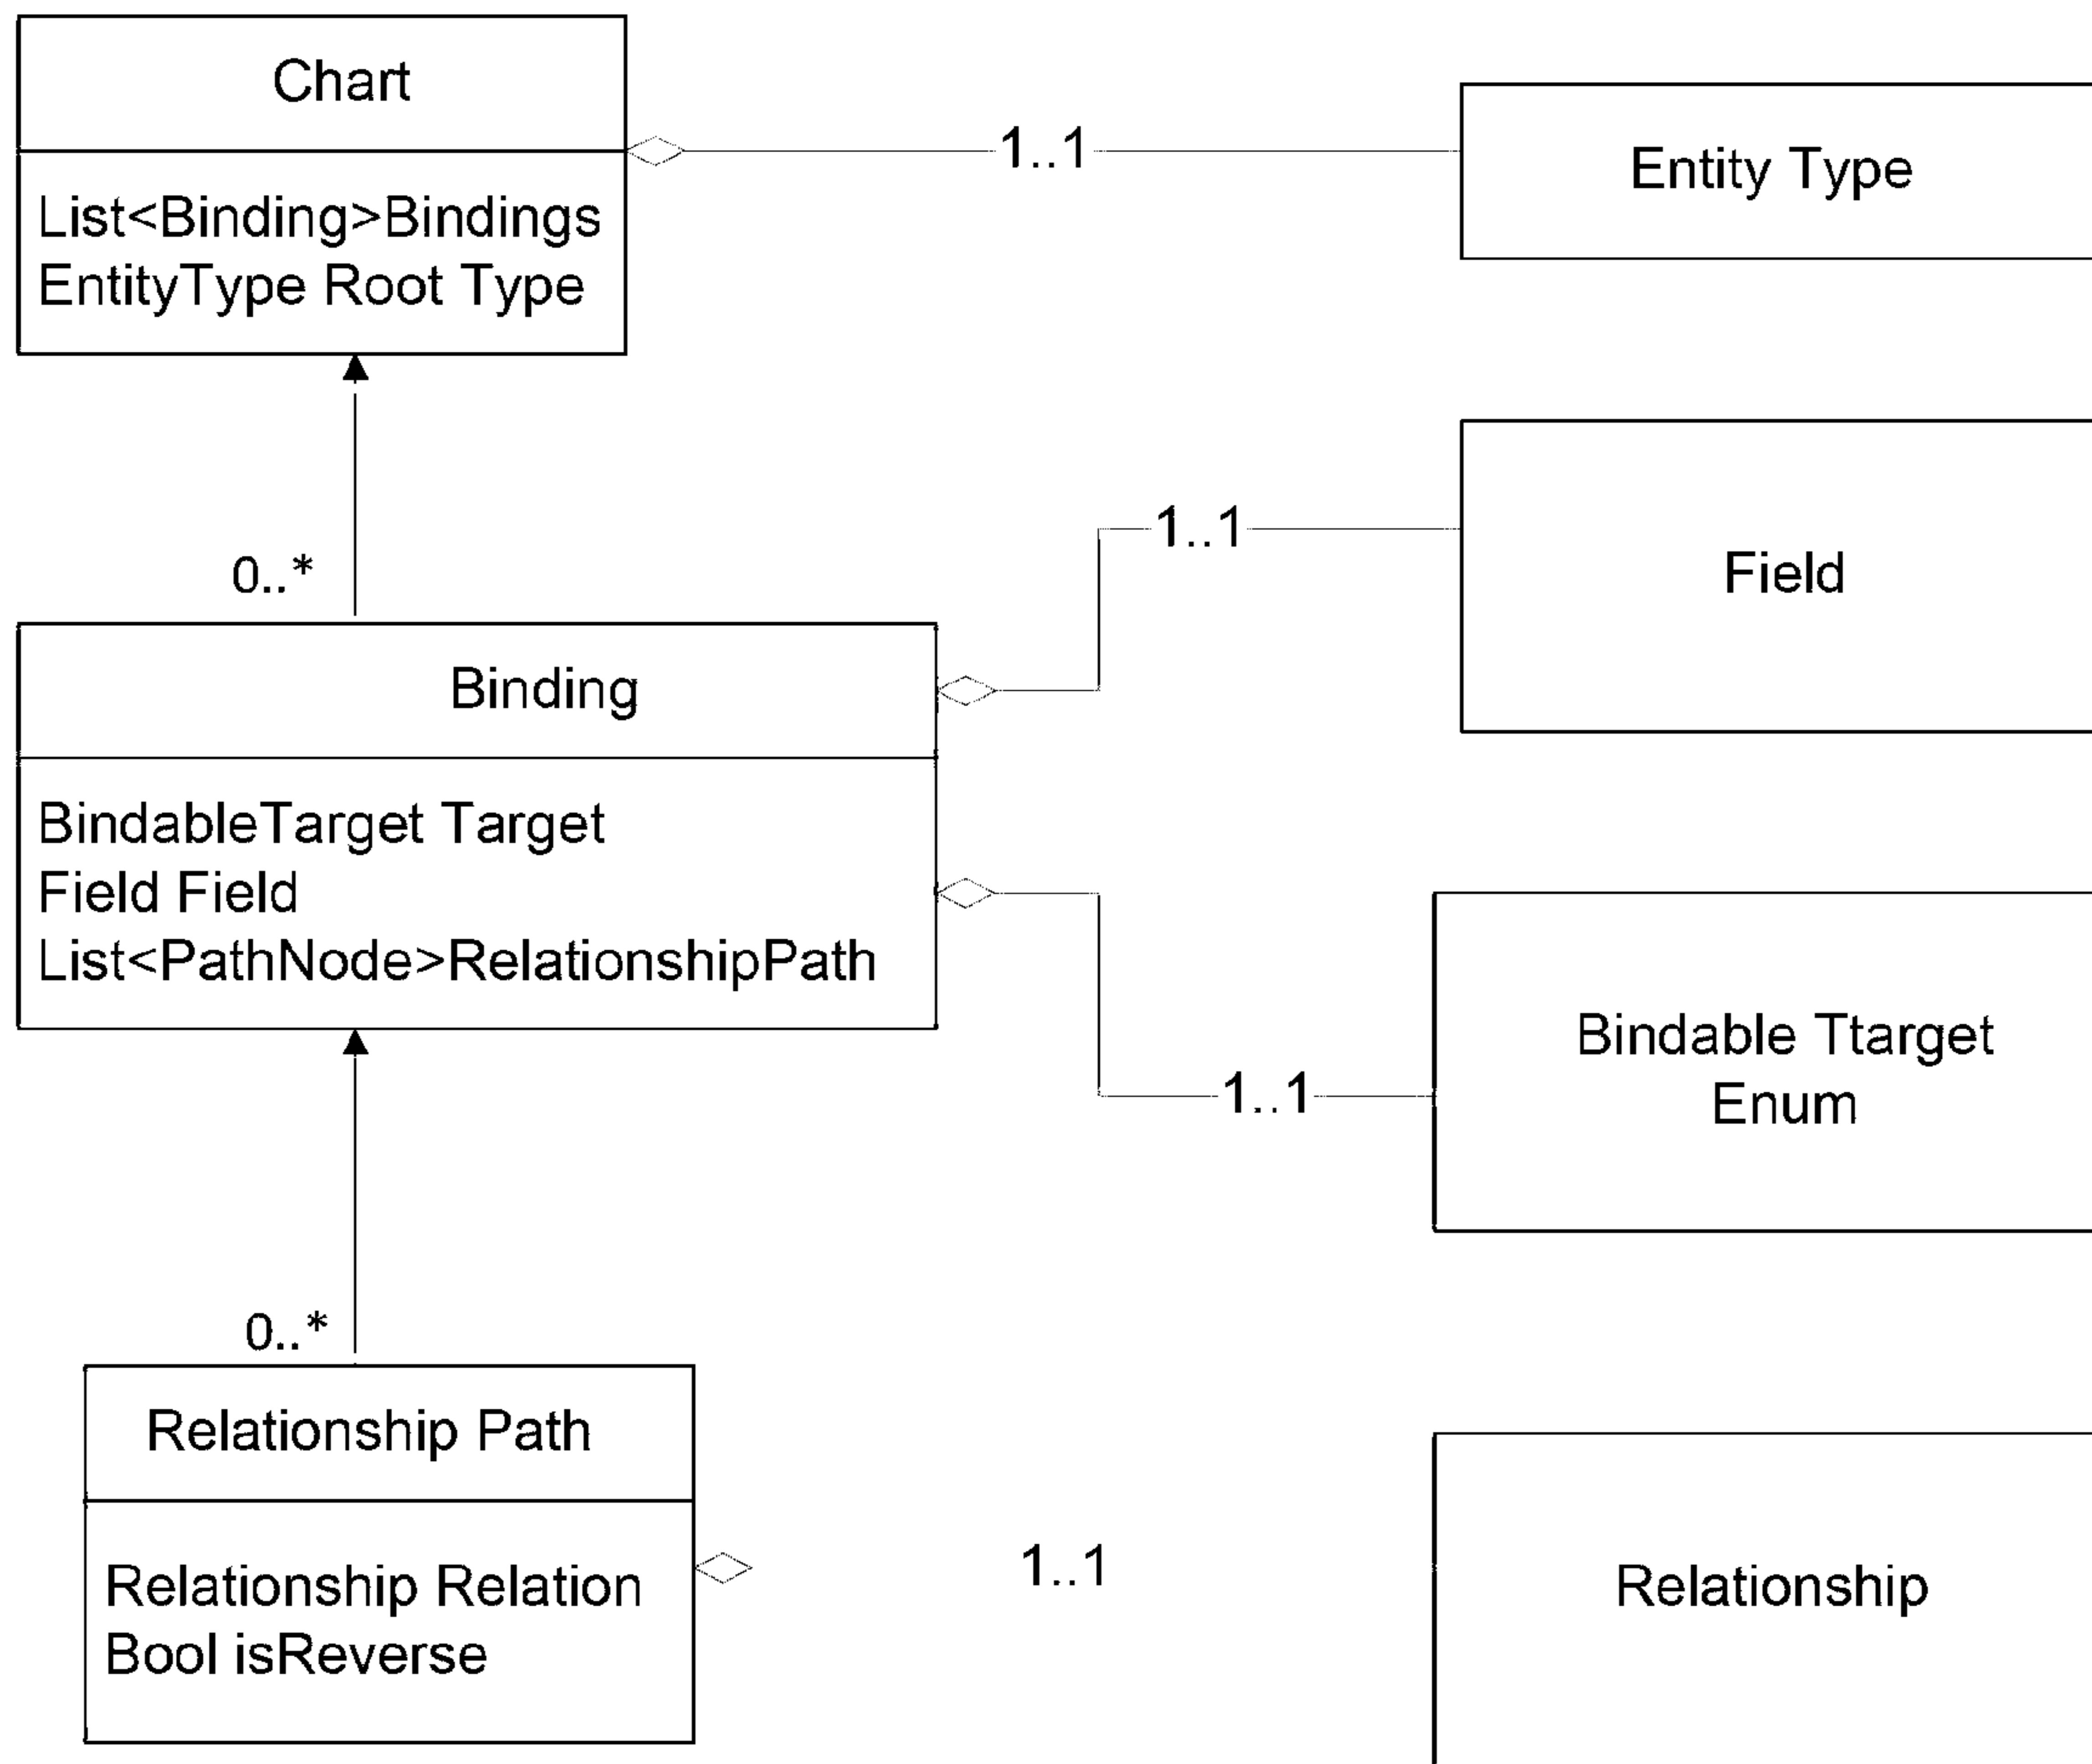 Chart
List<Binding>Bindings
EntityType Root Type
1..1
Entity Type
0..*
1..1
Field
Binding
BindableTarget Target
Field Field
List<PathNode>RelationshipPath
1..1
Bindable Ttarget
Enum
0..*
Relationship Path
Relationship Relation
Bool isReverse
1..1
Relationship